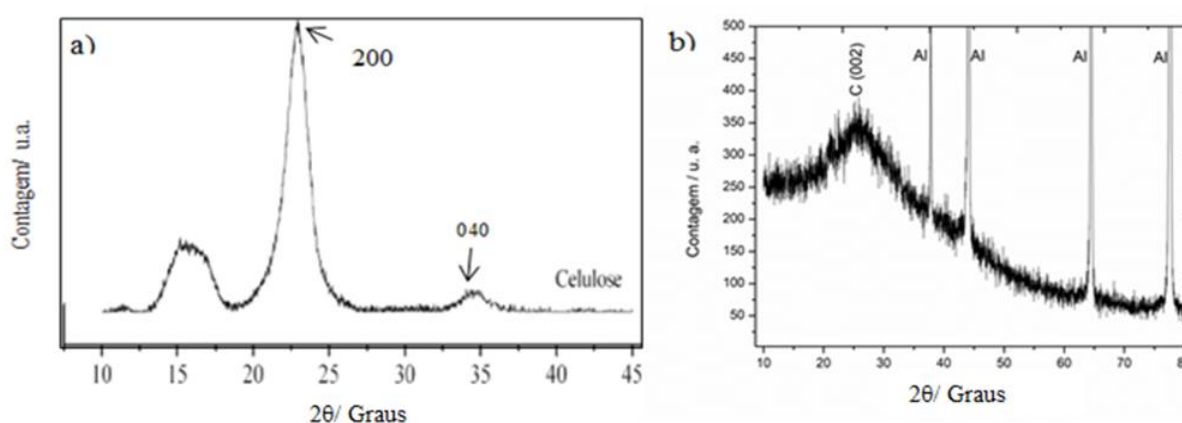 a)
200
040
Celulose
Contagem/ u.a.
10 15 20 25 30 35 40 45
2θ/ Graus
b)
C (002)
Al Al Al Al
Contagem / u. a.
500
450
400
350
300
250
200
150
100
50
10 20 30 40 50 60 70 80
2θ/ Graus